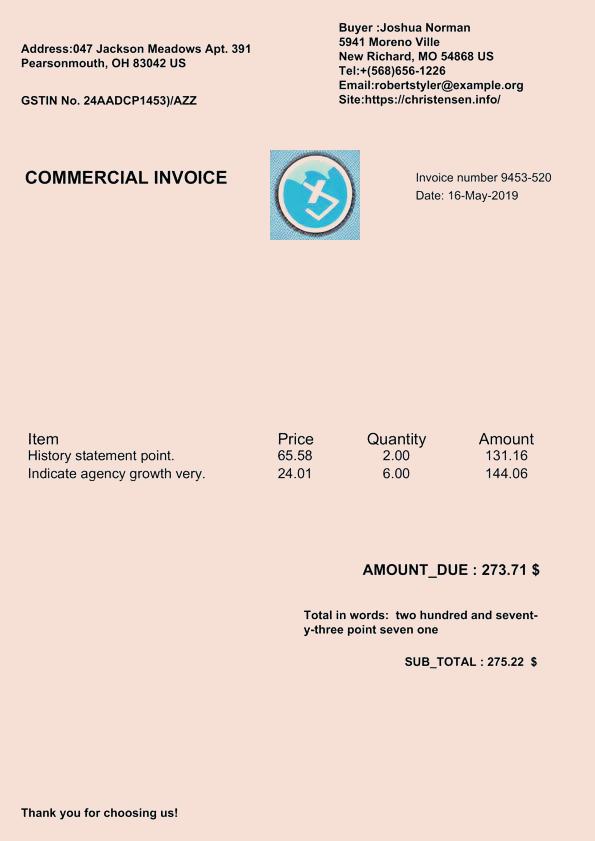 Address:047 Jackson Meadows Apt. 391
Pearsonmouth, OH 83042 US
GSTIN No. 24AADCP1453)/AZZ
Buyer :Joshua Norman
5941 Moreno Ville
New Richard, MO 54868 US
Tel:+(568)656-1226
Email:robertstyler@example.org
Site:https://christensen.info/
COMMERCIAL INVOICE
Invoice number 9453-520
Date: 16-May-2019
Item Price Quantity Amount
History statement point. 65.58 2.00 131.16
Indicate agency growth very. 24.01 6.00 144.06
AMOUNT_DUE : 273.71 $
Total in words: two hundred and sevent-
y-three point seven one
SUB_TOTAL : 275.22 $
Thank you for choosing us!